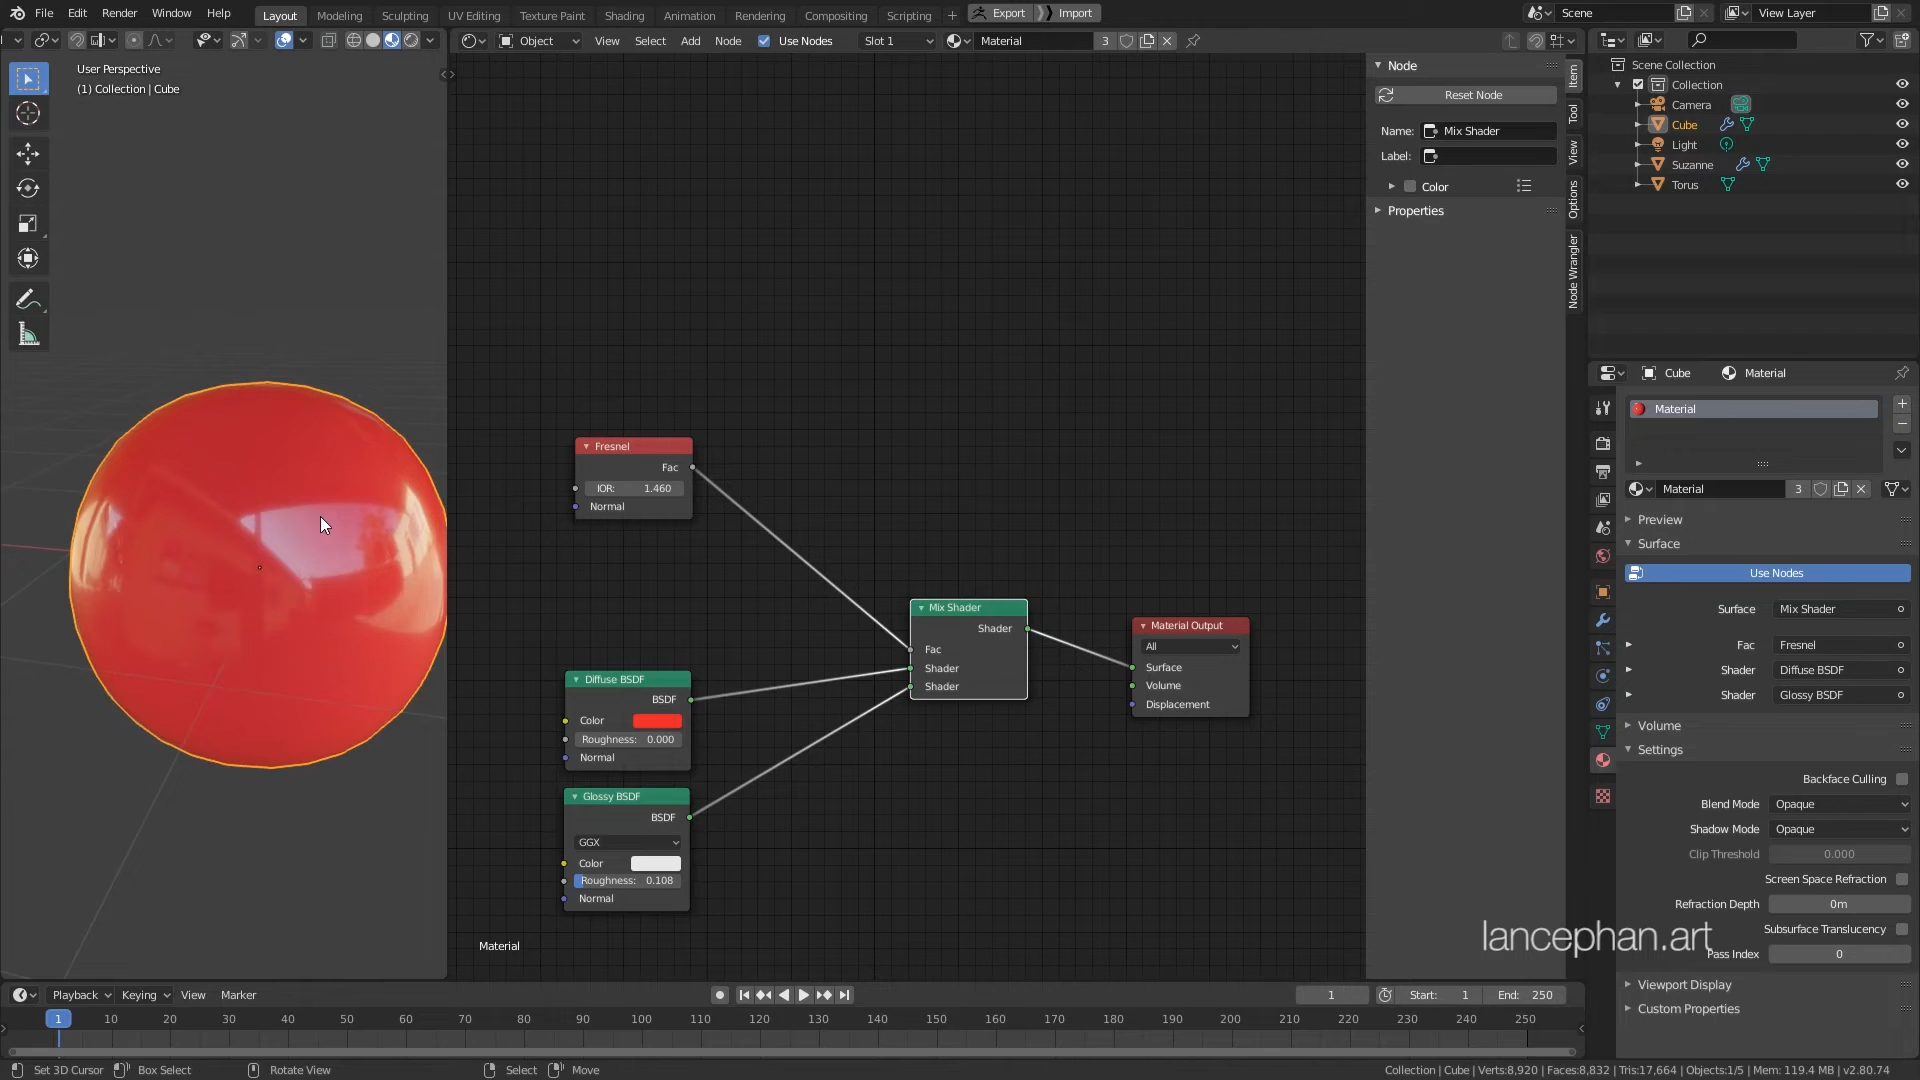 File Edit Render Window Help Layout Modeling Sculpting UV Editing Texture Paint Shading Animation Rendering Compositing Scripting + Export Import Scene View Layer
Object View Select Add Node Use Nodes Slot 1 Material 3
User Perspective
(1) Collection | Cube
Node
Reset Node
Name: Mix Shader
Label:
Color
Properties
Item
Tool
View
Options
Node Wrangler
Scene Collection
Collection
Camera
Cube
Light
Suzanne
Torus
Fresnel
Fac
IOR: 1.460
Normal
Diffuse BSDF
BSDF
Color
Roughness: 0.000
Normal
Glossy BSDF
BSDF
GGX
Color
Roughness: 0.108
Normal
Mix Shader
Shader
Fac
Shader
Shader
Material Output
All
Surface
Volume
Displacement
Material
Cube Material
Material
Material 3
Preview
Surface
Use Nodes
Surface Mix Shader
Fac Fresnel
Shader Diffuse BSDF
Shader Glossy BSDF
Volume
Settings
Backface Culling
Blend Mode Opaque
Shadow Mode Opaque
Clip Threshold 0.000
Screen Space Refraction
Refraction Depth 0m
Subsurface Translucency
Pass Index 0
Viewport Display
Custom Properties
lancephan.art
Playback Keying View Marker 1 Start: 1 End: 250
1 10 20 30 40 50 60 70 80 90 100 110 120 130 140 150 160 170 180 190 200 210 220 230 240 250
Set 3D Cursor Box Select Rotate View Select Move Collection | Cube | Verts:8,920 | Faces:8,832 | Tris:17,664 | Objects:1/5 | Mem: 119.4 MB | v2.80.74